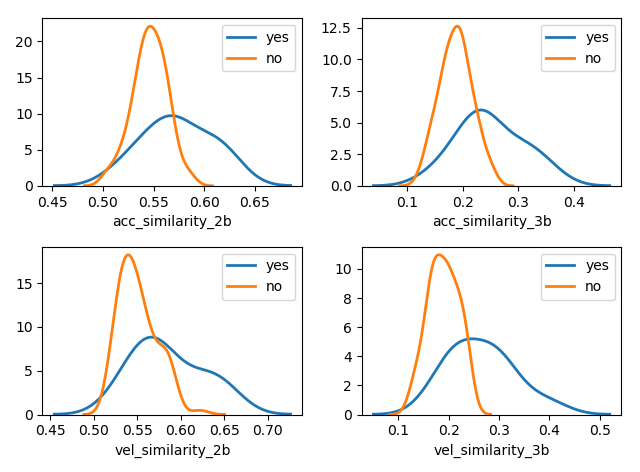 20
15
10
5
0
0.45 0.50 0.55 0.60 0.65
acc_similarity_2b
yes
no
12.5
10.0
7.5
5.0
2.5
0.0
0.1 0.2 0.3 0.4
acc_similarity_3b
yes
no
15
10
5
0
0.45 0.50 0.55 0.60 0.65 0.70
vel_similarity_2b
yes
no
10
8
6
4
2
0
0.1 0.2 0.3 0.4 0.5
vel_similarity_3b
yes
no